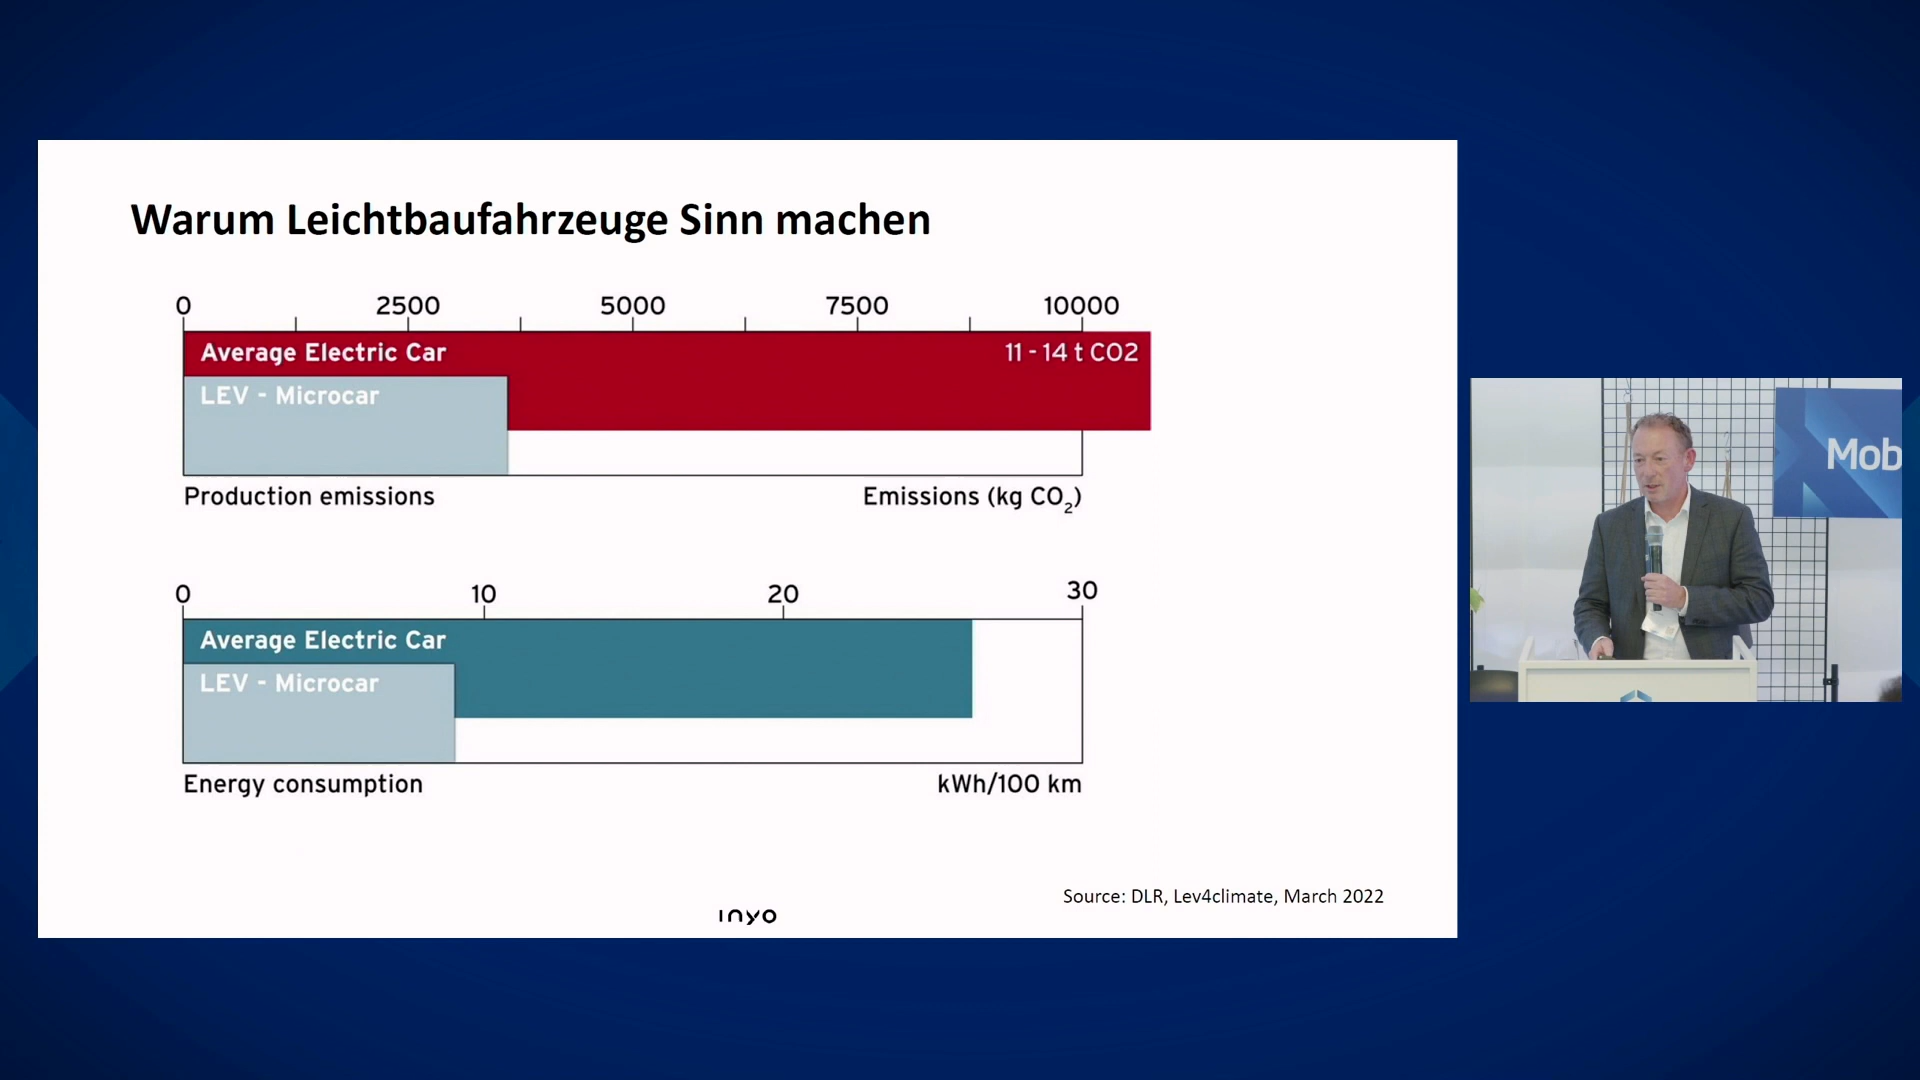 Warum Leichtbaufahrzeuge Sinn machen
0 2500 5000 7500 10000
Average Electric Car 11 - 14 t CO2
LEV - Microcar
Production emissions Emissions (kg CO₂)
0 10 20 30
Average Electric Car
LEV - Microcar
Energy consumption kWh/100 km
Source: DLR, Lev4climate, March 2022
inyo
Mob